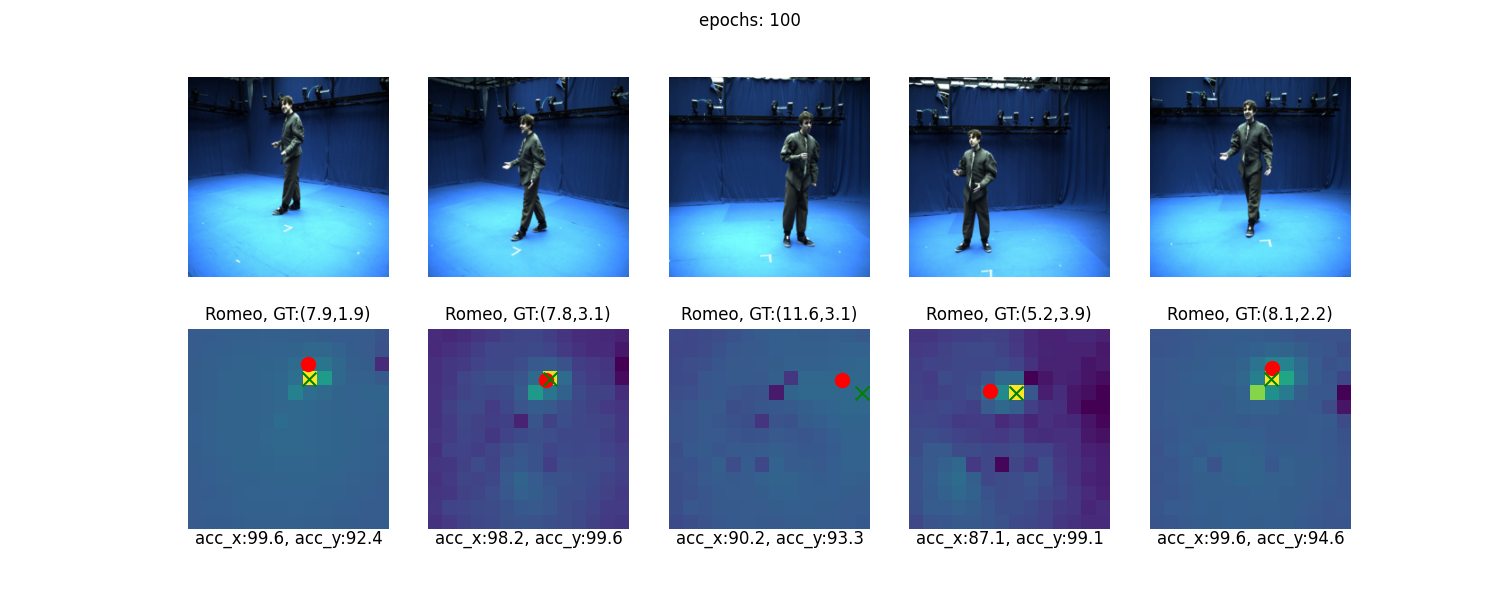 epochs: 100
Romeo, GT:(7.9,1.9)
Romeo, GT:(7.8,3.1)
Romeo, GT:(11.6,3.1)
Romeo, GT:(5.2,3.9)
Romeo, GT:(8.1,2.2)
acc_x:99.6, acc_y:92.4
acc_x:98.2, acc_y:99.6
acc_x:90.2, acc_y:93.3
acc_x:87.1, acc_y:99.1
acc_x:99.6, acc_y:94.6